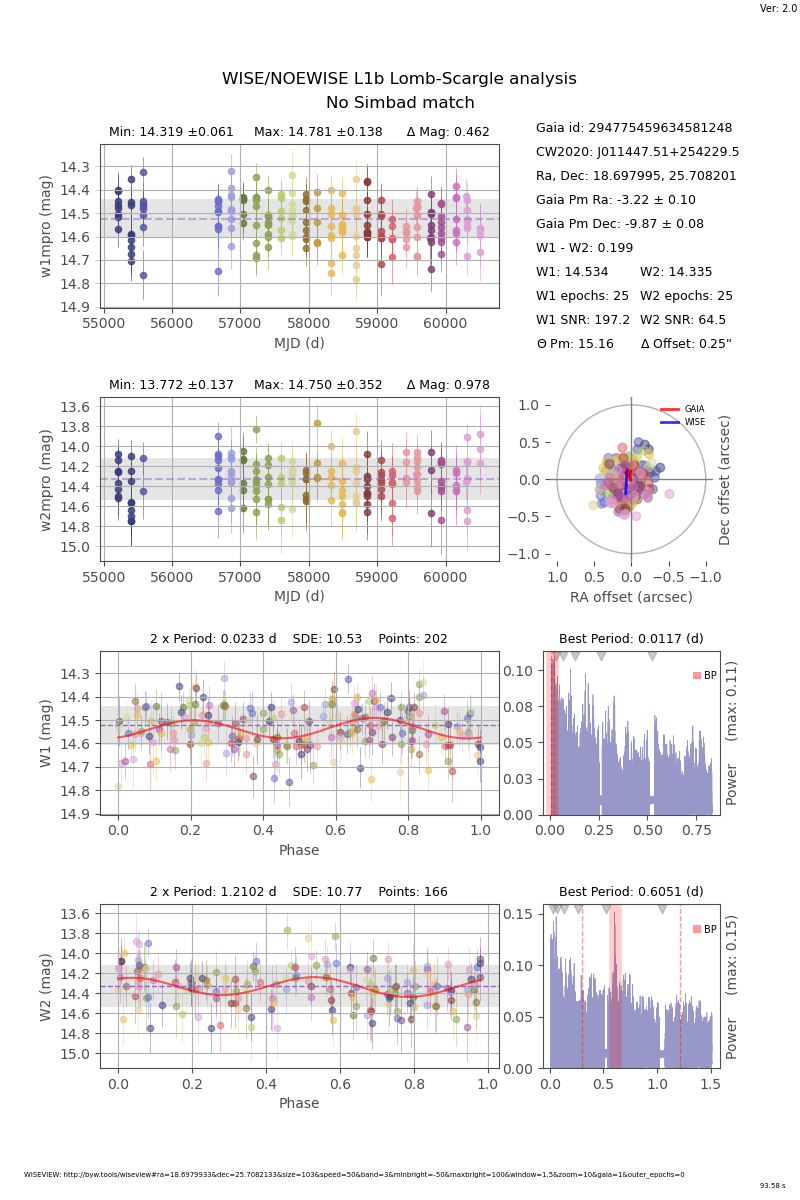 Ver: 2.0
WISE/NOEWISE L1b Lomb-Scargle analysis
No Simbad match
Min: 14.319 ±0.061 Max: 14.781 ±0.138 Δ Mag: 0.462
w1mpro (mag)
14.3
14.4
14.5
14.6
14.7
14.8
14.9
55000 56000 57000 58000 59000 60000
MJD (d)
Gaia id: 294775459634581248
CW2020: J011447.51+254229.5
Ra, Dec: 18.697995, 25.708201
Gaia Pm Ra: -3.22 ± 0.10
Gaia Pm Dec: -9.87 ± 0.08
W1 - W2: 0.199
W1: 14.534 W2: 14.335
W1 epochs: 25 W2 epochs: 25
W1 SNR: 197.2 W2 SNR: 64.5
Θ Pm: 15.16 Δ Offset: 0.25"
Min: 13.772 ±0.137 Max: 14.750 ±0.352 Δ Mag: 0.978
w2mpro (mag)
13.6
13.8
14.0
14.2
14.4
14.6
14.8
15.0
55000 56000 57000 58000 59000 60000
MJD (d)
GAIA
WISE
1.0
0.5
0.0
−0.5
−1.0
1.0 0.5 0.0 −0.5 −1.0
RA offset (arcsec)
Dec offset (arcsec)
2 x Period: 0.0233 d SDE: 10.53 Points: 202
W1 (mag)
14.3
14.4
14.5
14.6
14.7
14.8
14.9
0.0 0.2 0.4 0.6 0.8 1.0
Phase
Best Period: 0.0117 (d)
BP
0.10
0.08
0.05
0.03
0.00
0.00 0.25 0.50 0.75
Power (max: 0.11)
2 x Period: 1.2102 d SDE: 10.77 Points: 166
W2 (mag)
13.6
13.8
14.0
14.2
14.4
14.6
14.8
15.0
0.0 0.2 0.4 0.6 0.8 1.0
Phase
Best Period: 0.6051 (d)
BP
0.15
0.10
0.05
0.00
0.0 0.5 1.0 1.5
Power (max: 0.15)
WISEVIEW: http://byw.tools/wiseview#ra=18.6979933&dec=25.7082133&size=103&speed=50&band=3&minbright=-50&maxbright=100&window=1.5&zoom=10&gaia=1&outer_epochs=0
93.58 s